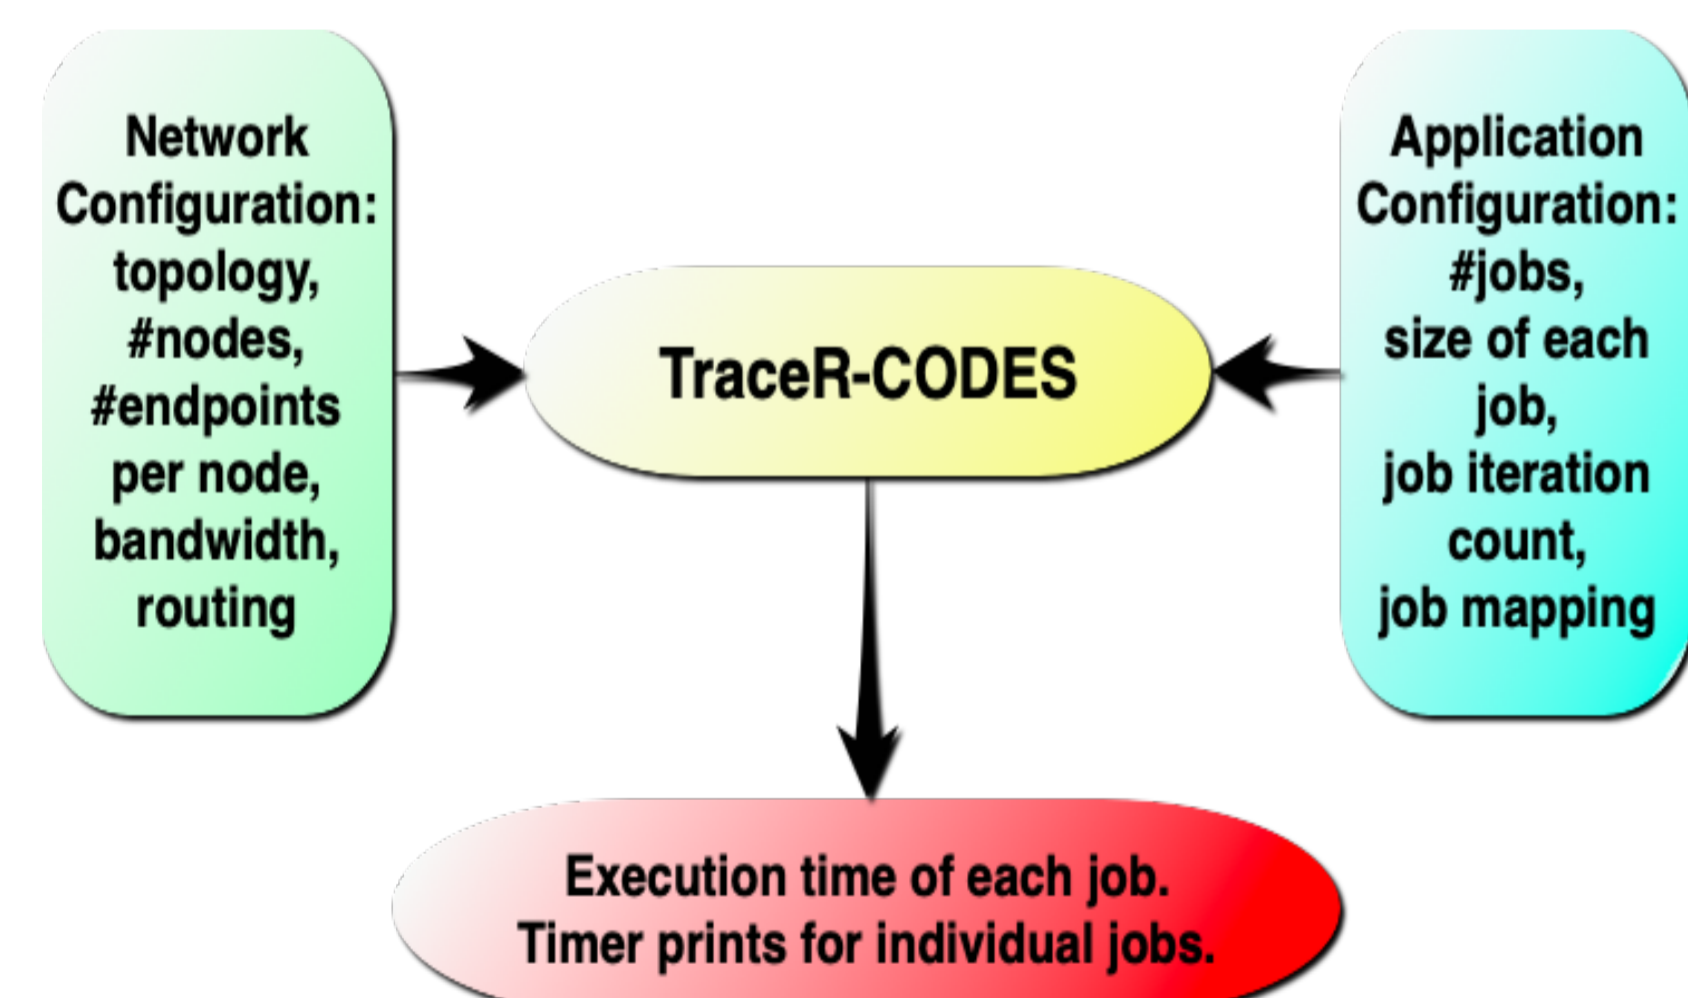 Network
Configuration:
topology,
#nodes,
#endpoints
per node,
bandwidth,
routing
TraceR-CODES
Application
Configuration:
#jobs,
size of each
job,
job iteration
count,
job mapping
Execution time of each job.
Timer prints for individual jobs.